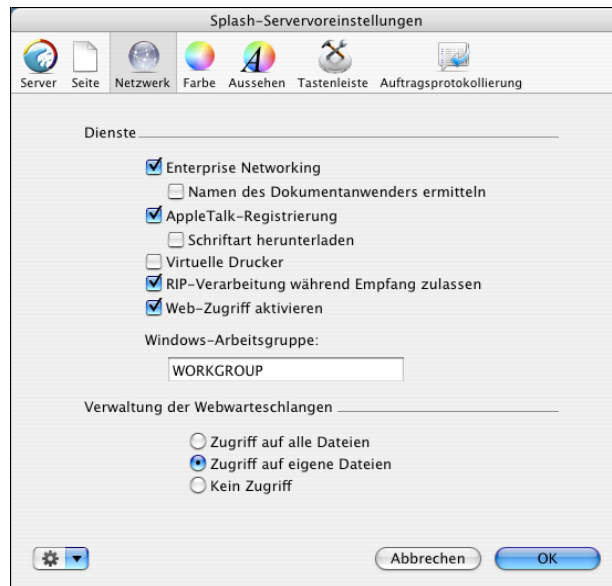 Splash-Servervoreinstellungen
Server Seite Netzwerk Farbe Aussehen Tastenleiste Auftragsprotokollierung
Dienste
Enterprise Networking
Namen des Dokumentanwenders ermitteln
AppleTalk-Registrierung
Schriftart herunterladen
Virtuelle Drucker
RIP-Verarbeitung während Empfang zulassen
Web-Zugriff aktivieren
Windows-Arbeitsgruppe:
WORKGROUP
Verwaltung der Webwarteschlangen
Zugriff auf alle Dateien
Zugriff auf eigene Dateien
Kein Zugriff
Abbrechen OK